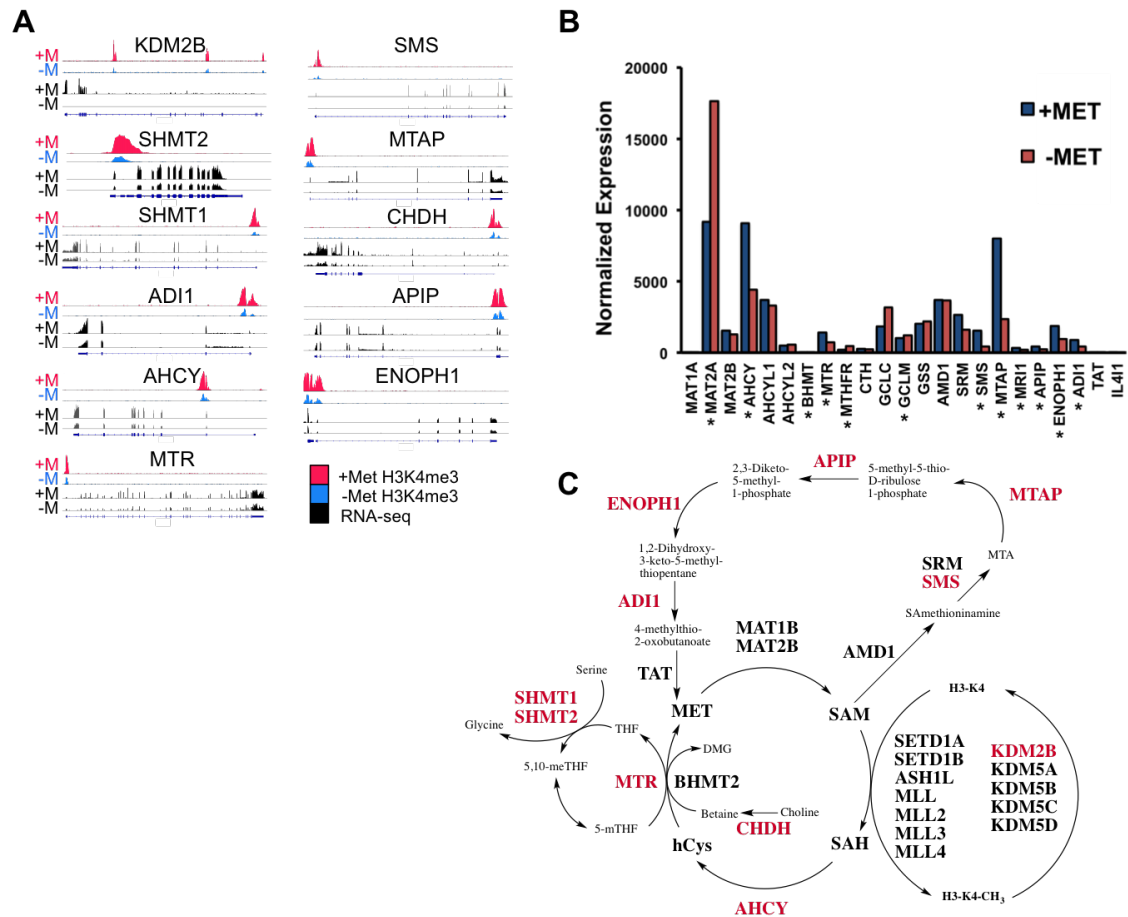 A
KDM2B
+M
-M
+M
-M
SHMT2
+M
-M
+M
-M
SHMT1
+M
-M
+M
-M
ADI1
+M
-M
+M
-M
AHCY
+M
-M
+M
-M
MTR
+M
-M
+M
-M
SMS
MTAP
CHDH
APIP
ENOPH1
+Met H3K4me3
-Met H3K4me3
RNA-seq
B
Normalized Expression
20000
15000
10000
5000
0
+MET
-MET
MAT1A
* MAT2A
MAT2B
* AHCY
AHCYL1
AHCYL2
* BHMT
* MTR
* MTHFR
CTH
GCLC
* GCLM
GSS
AMD1
SRM
* SMS
* MTAP
* MRI1
* APIP
* ENOPH1
* ADI1
TAT
IL4I1
C
APIP
2,3-Diketo-
5-methyl-
1-phosphate
5-methyl-5-thio-
D-ribulose
1-phosphate
ENOPH1
MTAP
1,2-Dihydroxy-
3-keto-5-methyl-
thiopentane
MTA
SRM
SMS
ADI1
SAmethioninamine
4-methylthio-
2-oxobutanoate
MAT1B
MAT2B
AMD1
TAT
Serine
SHMT1
SHMT2
Glycine
THF
MET
SAM
H3-K4
DMG
5,10-meTHF
MTR
BHMT2
SETD1A
SETD1B
ASH1L
MLL
MLL2
MLL3
MLL4
KDM2B
KDM5A
KDM5B
KDM5C
KDM5D
Betaine
Choline
CHDH
5-mTHF
hCys
SAH
H3-K4-CH3
AHCY